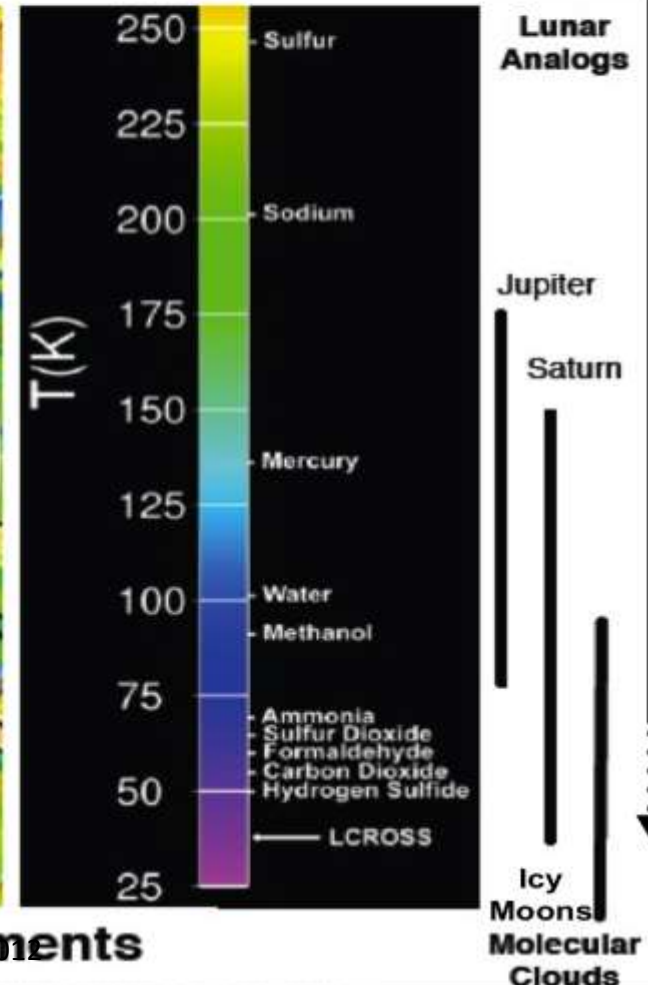 250
Sulfur
225
200
Sodium
T(K)
175
150
Mercury
125
100
Water
Methanol
75
Ammonia
Sulfur Dioxide
Formaldehyde
Carbon Dioxide
50
Hydrogen Sulfide
LCROSS
25
Lunar
Analogs
Jupiter
Saturn
Icy
Moons
Molecular
Clouds
ments